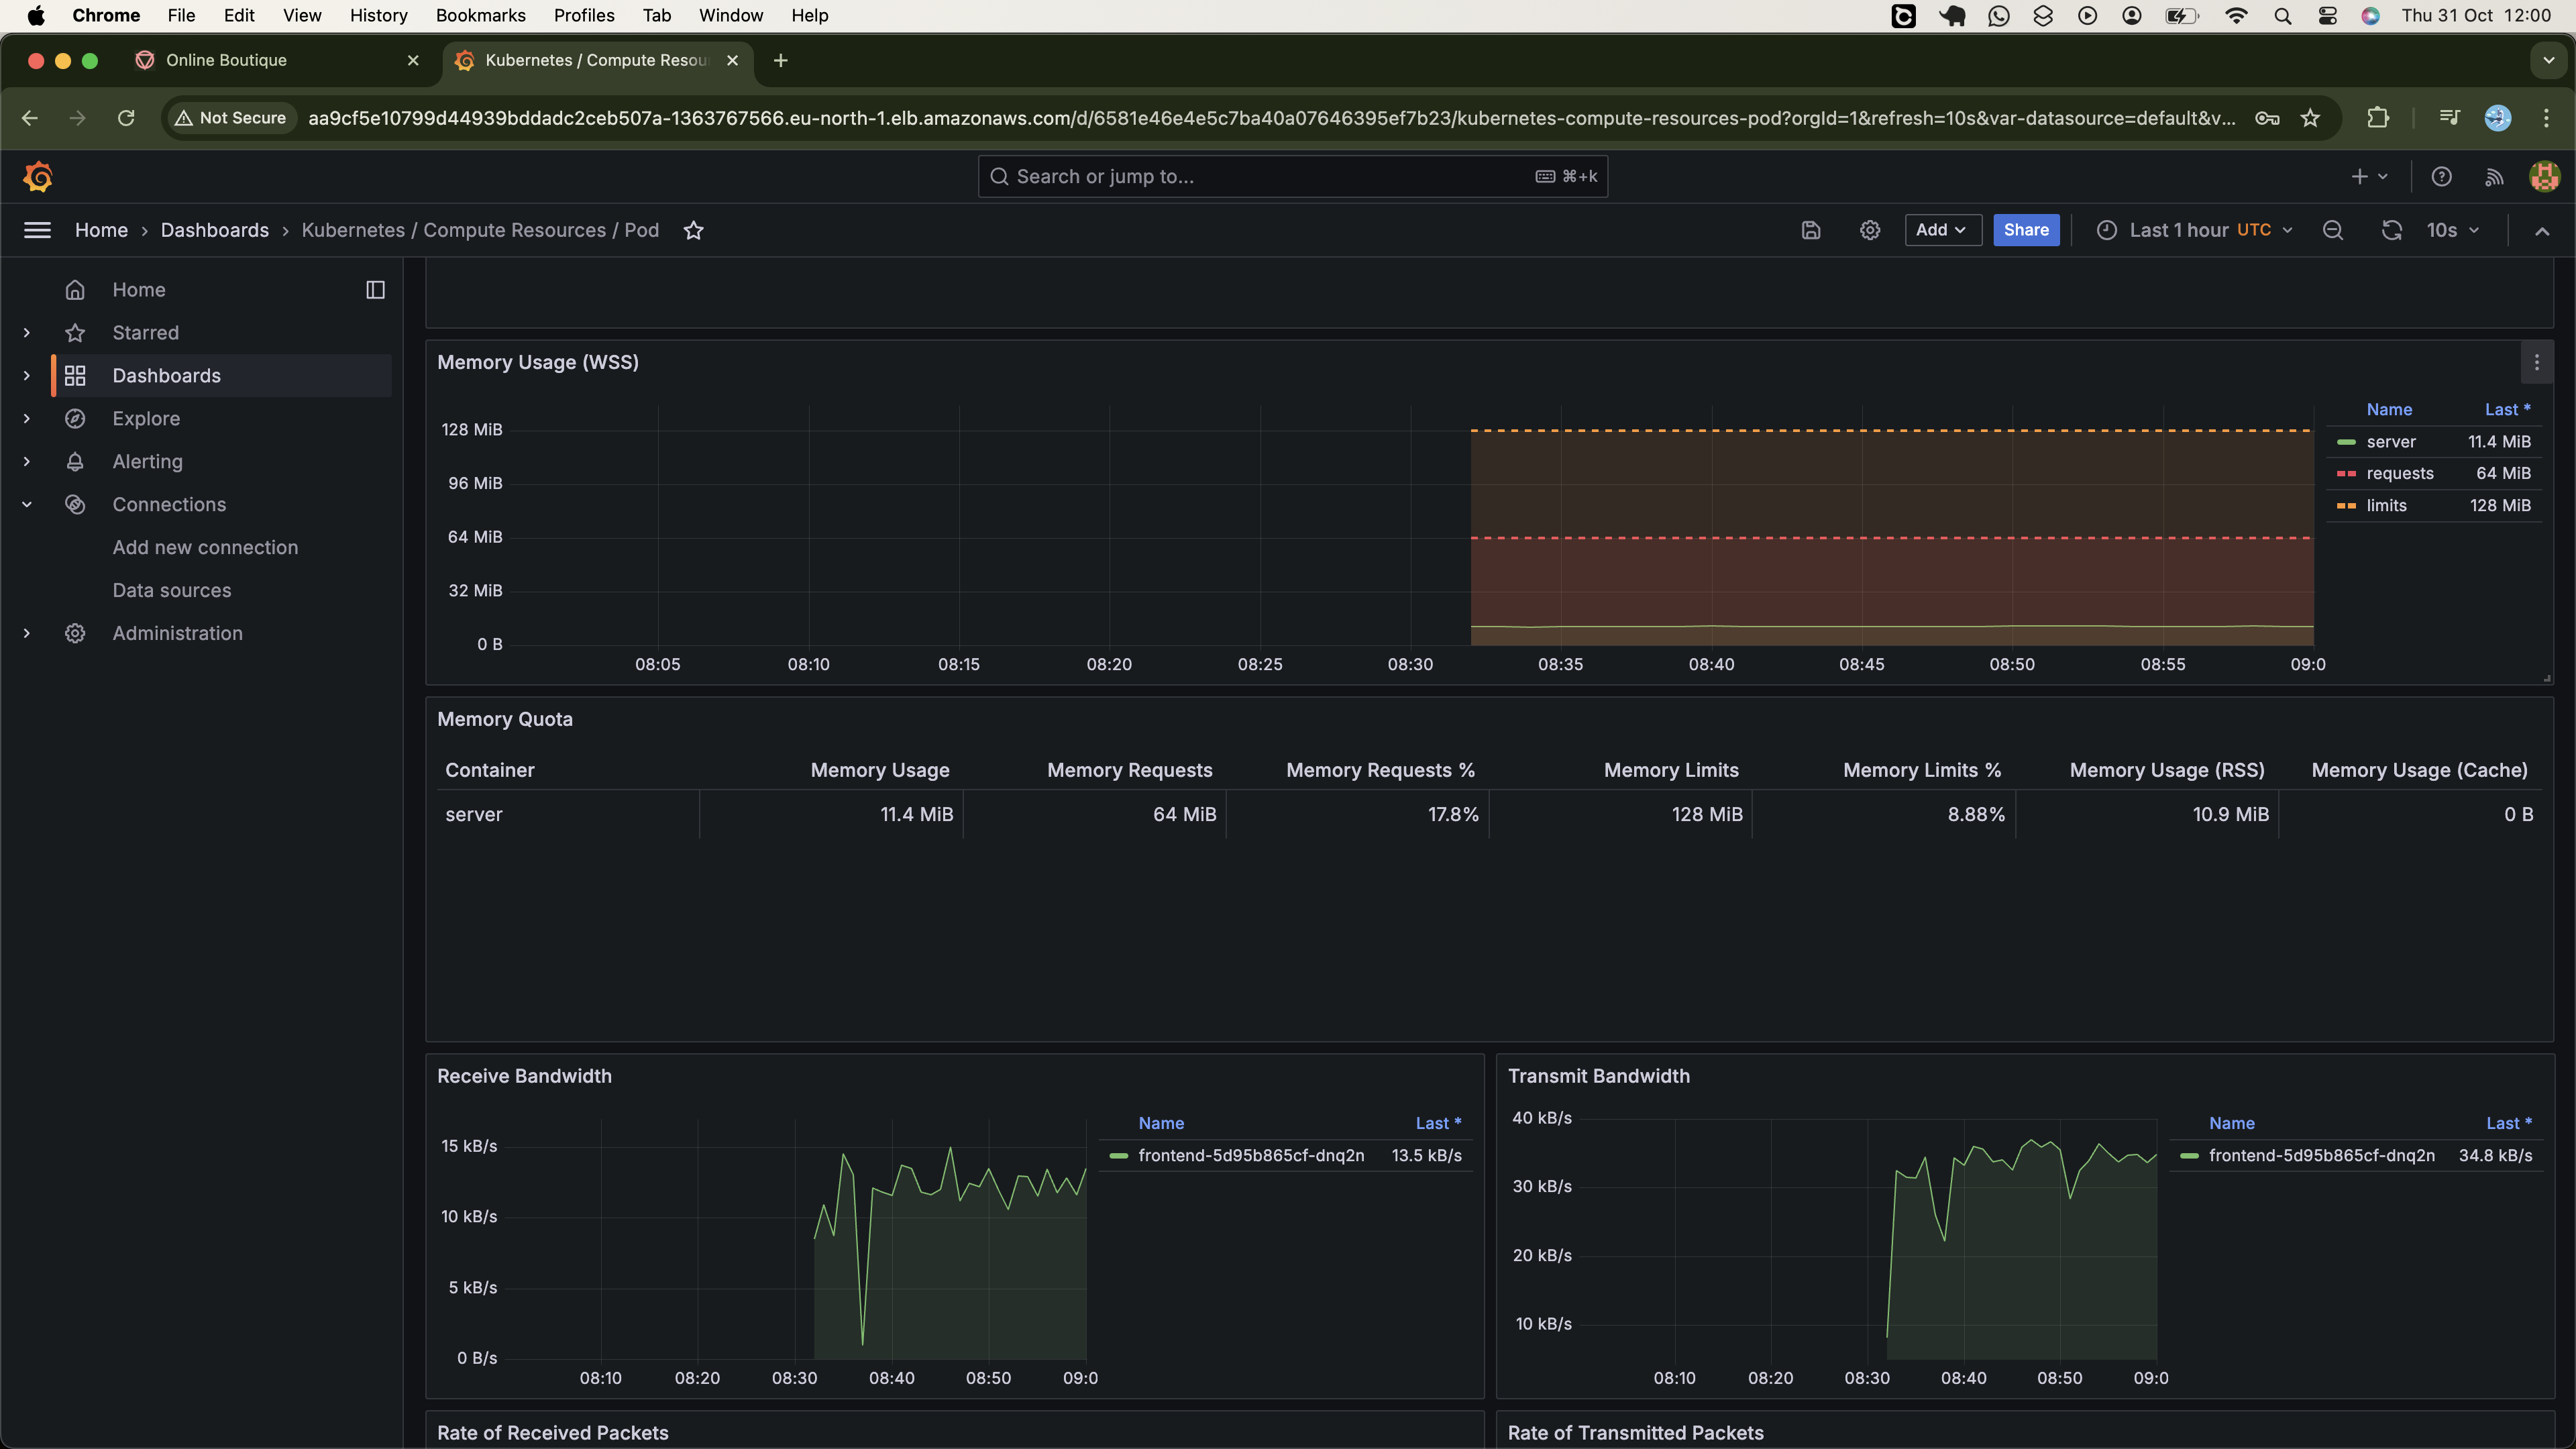 Chrome File Edit View History Bookmarks Profiles Tab Window Help Thu 31 Oct 12:00
Online Boutique Kubernetes / Compute Resou
Not Secure aa9cf5e10799d44939bddadc2ceb507a-1363767566.eu-north-1.elb.amazonaws.com/d/6581e46e4e5c7ba40a07646395ef7b23/kubernetes-compute-resources-pod?orgId=1&refresh=10s&var-datasource=default&v...
Search or jump to... ⌘+k
Home › Dashboards › Kubernetes / Compute Resources / Pod Add Share Last 1 hour UTC 10s
Home
Starred
Dashboards
Explore
Alerting
Connections
Add new connection
Data sources
Administration
Memory Usage (WSS)
128 MiB
96 MiB
64 MiB
32 MiB
0 B
08:05 08:10 08:15 08:20 08:25 08:30 08:35 08:40 08:45 08:50 08:55 09:0
Name Last *
server 11.4 MiB
requests 64 MiB
limits 128 MiB
Memory Quota
Container Memory Usage Memory Requests Memory Requests % Memory Limits Memory Limits % Memory Usage (RSS) Memory Usage (Cache)
server 11.4 MiB 64 MiB 17.8% 128 MiB 8.88% 10.9 MiB 0 B
Receive Bandwidth
15 kB/s
10 kB/s
5 kB/s
0 B/s
08:10 08:20 08:30 08:40 08:50 09:0
Name Last *
frontend-5d95b865cf-dnq2n 13.5 kB/s
Transmit Bandwidth
40 kB/s
30 kB/s
20 kB/s
10 kB/s
08:10 08:20 08:30 08:40 08:50 09:0
Name Last *
frontend-5d95b865cf-dnq2n 34.8 kB/s
Rate of Received Packets
Rate of Transmitted Packets